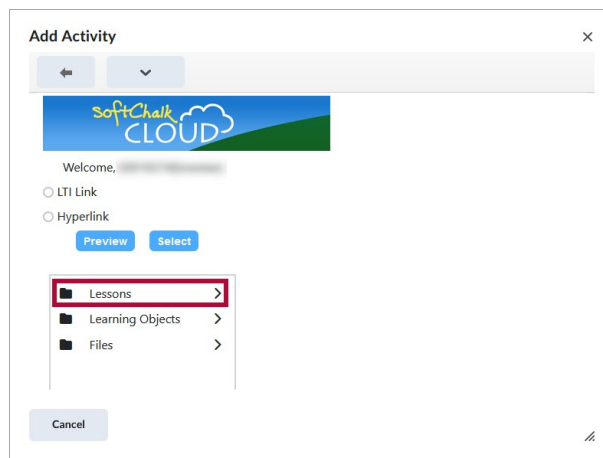 Add Activity
SoftChalk
CLOUD
Welcome,
LTI Link
Hyperlink
Preview Select
Lessons
Learning Objects
Files
Cancel